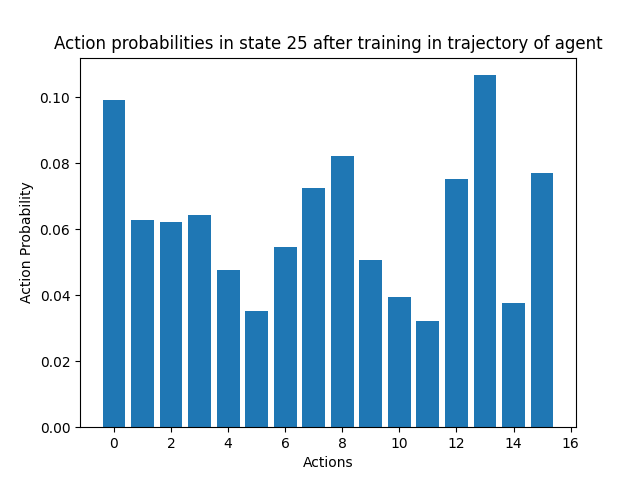 Action probabilities in state 25 after training in trajectory of agent
0.10
0.08
0.06
0.04
0.02
0.00
Action Probability
0 2 4 6 8 10 12 14 16
Actions